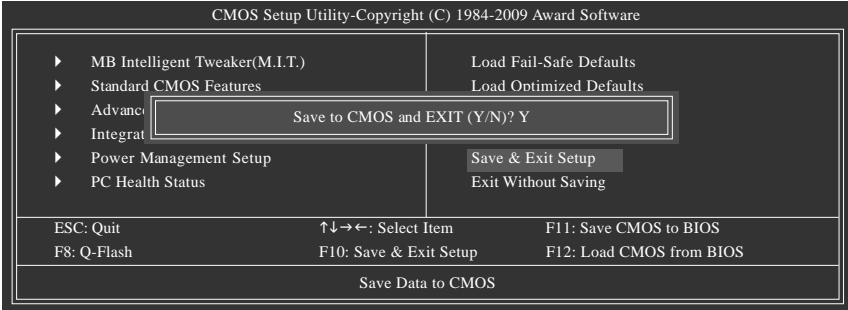 CMOS Setup Utility-Copyright (C) 1984-2009 Award Software
MB Intelligent Tweaker(M.I.T.)
Load Fail-Safe Defaults
Standard CMOS Features
Load Optimized Defaults
Save to CMOS and EXIT (Y/N)? Y
Power Management Setup
Save & Exit Setup
PC Health Status
Exit Without Saving
ESC: Quit
↑↓→←: Select Item
F11: Save CMOS to BIOS
F8: Q-Flash
F10: Save & Exit Setup
F12: Load CMOS from BIOS
Save Data to CMOS